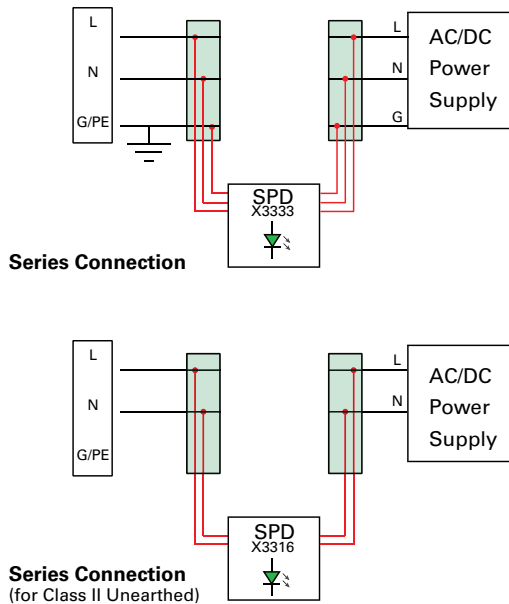 L
N
G/PE
L
N
G
AC/DC
Power
Supply
SPD
X3333
Series Connection
L
N
G/PE
L
N
AC/DC
Power
Supply
SPD
X3316
Series Connection
(for Class II Unearthed)